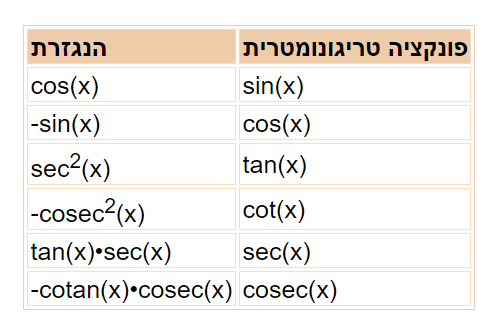 פונקציה טריגונומטרית הנגזרת
sin(x) cos(x)
cos(x) -sin(x)
tan(x) sec²(x)
cot(x) -cosec²(x)
sec(x) tan(x)•sec(x)
cosec(x) -cotan(x)•cosec(x)